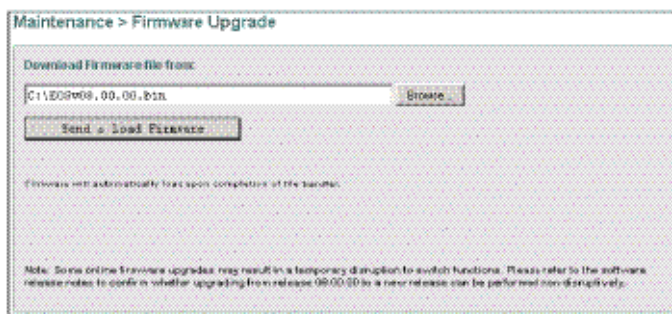 Maintenance > Firmware Upgrade
Download Firmware file from:
C:\EOSv08.00.00.bin
Browse...
Send & Load Firmware
Firmware will automatically load upon completion of file transfer.
Note: Some online firmware upgrades may result in a temporary disruption to switch functions. Please refer to the software
release notes to confirm whether upgrading from release 08.00.00 to a new release can be performed non-disruptively.